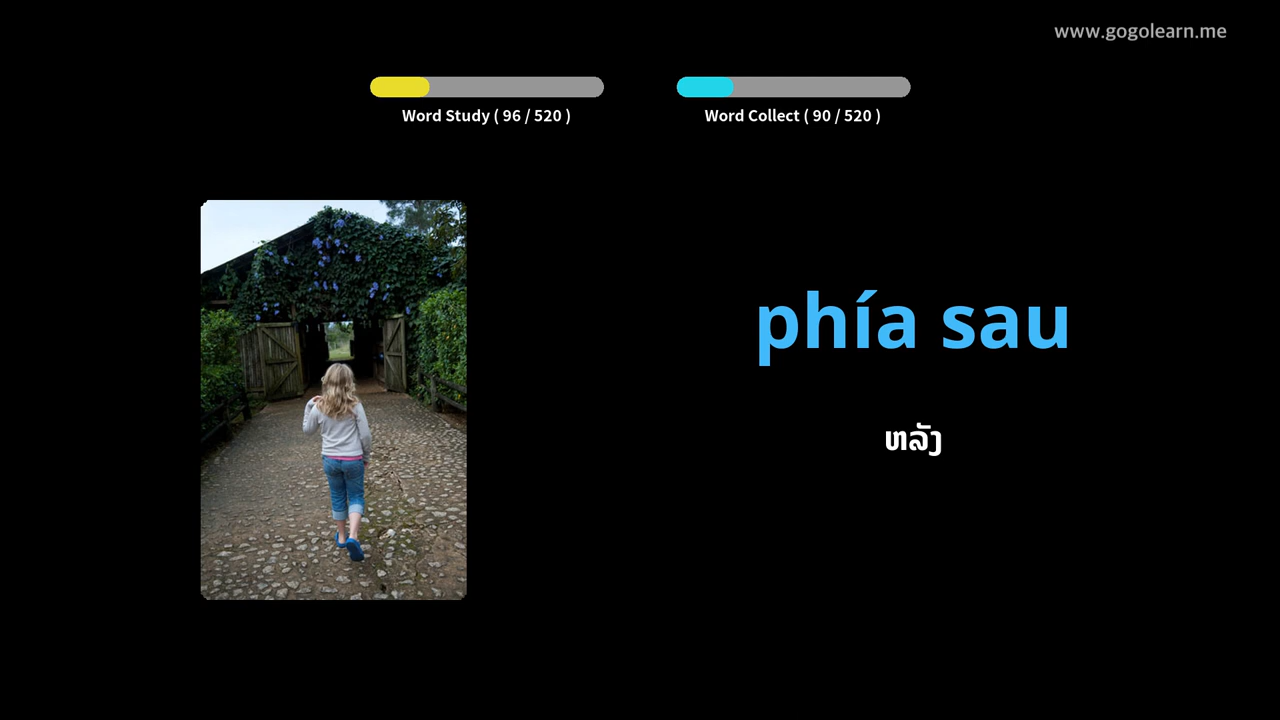 www.gogolearn.me
Word Study ( 96 / 520 )
Word Collect ( 90 / 520 )
phía sau
ຫລັງ